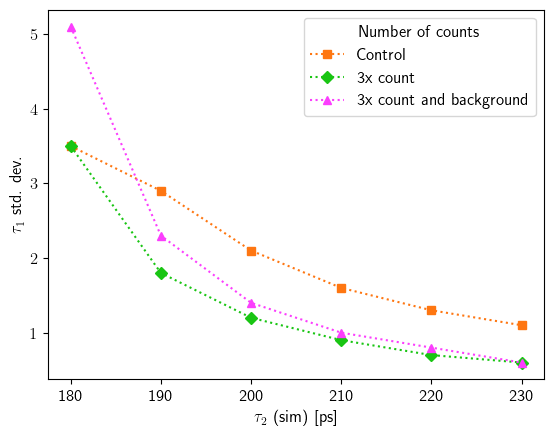 Number of counts
Control
3x count
3x count and background
5
4
3
2
1
τ₁ std. dev.
180 190 200 210 220 230
τ₂ (sim) [ps]